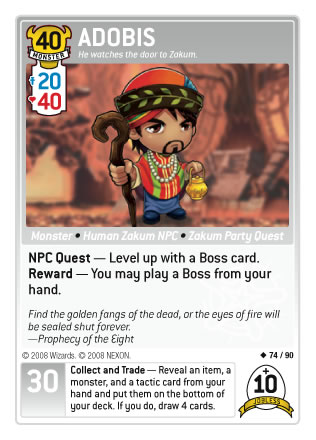 40
MONSTER
ADOBIS
He watches the door to Zakum.
20
40
Monster • Human Zakum NPC • Zakum Party Quest
NPC Quest — Level up with a Boss card.
Reward — You may play a Boss from your
hand.
Find the golden fangs of the dead, or the eyes of fire will
be sealed shut forever.
—Prophecy of the Eight
© 2008 Wizards. © 2008 NEXON.
◆ 74 / 90
30
Collect and Trade — Reveal an item, a
monster, and a tactic card from your
hand and put them on the bottom of
your deck. If you do, draw 4 cards.
+
10
JOBLESS